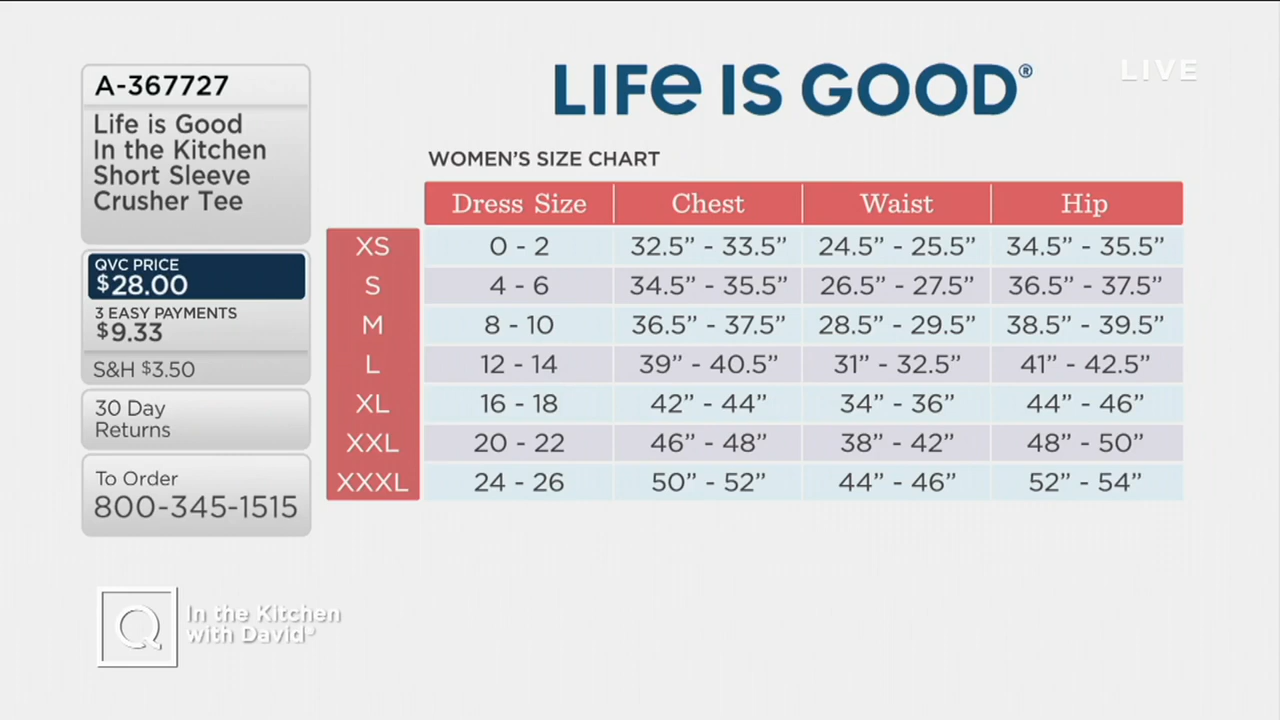 LIVE
LIFe IS GOOD®
A-367727
Life is Good
In the Kitchen
Short Sleeve
Crusher Tee
QVC PRICE
$28.00
3 EASY PAYMENTS
$9.33
S&H $3.50
30 Day
Returns
To Order
800-345-1515
WOMEN'S SIZE CHART
Dress Size Chest Waist Hip
XS 0 - 2 32.5” - 33.5” 24.5” - 25.5” 34.5” - 35.5”
S 4 - 6 34.5” - 35.5” 26.5” - 27.5” 36.5” - 37.5”
M 8 - 10 36.5” - 37.5” 28.5” - 29.5” 38.5” - 39.5”
L 12 - 14 39” - 40.5” 31” - 32.5” 41” - 42.5”
XL 16 - 18 42” - 44” 34” - 36” 44” - 46”
XXL 20 - 22 46” - 48” 38” - 42” 48” - 50”
XXXL 24 - 26 50” - 52” 44” - 46” 52” - 54”
Q
In the Kitchen
with David®